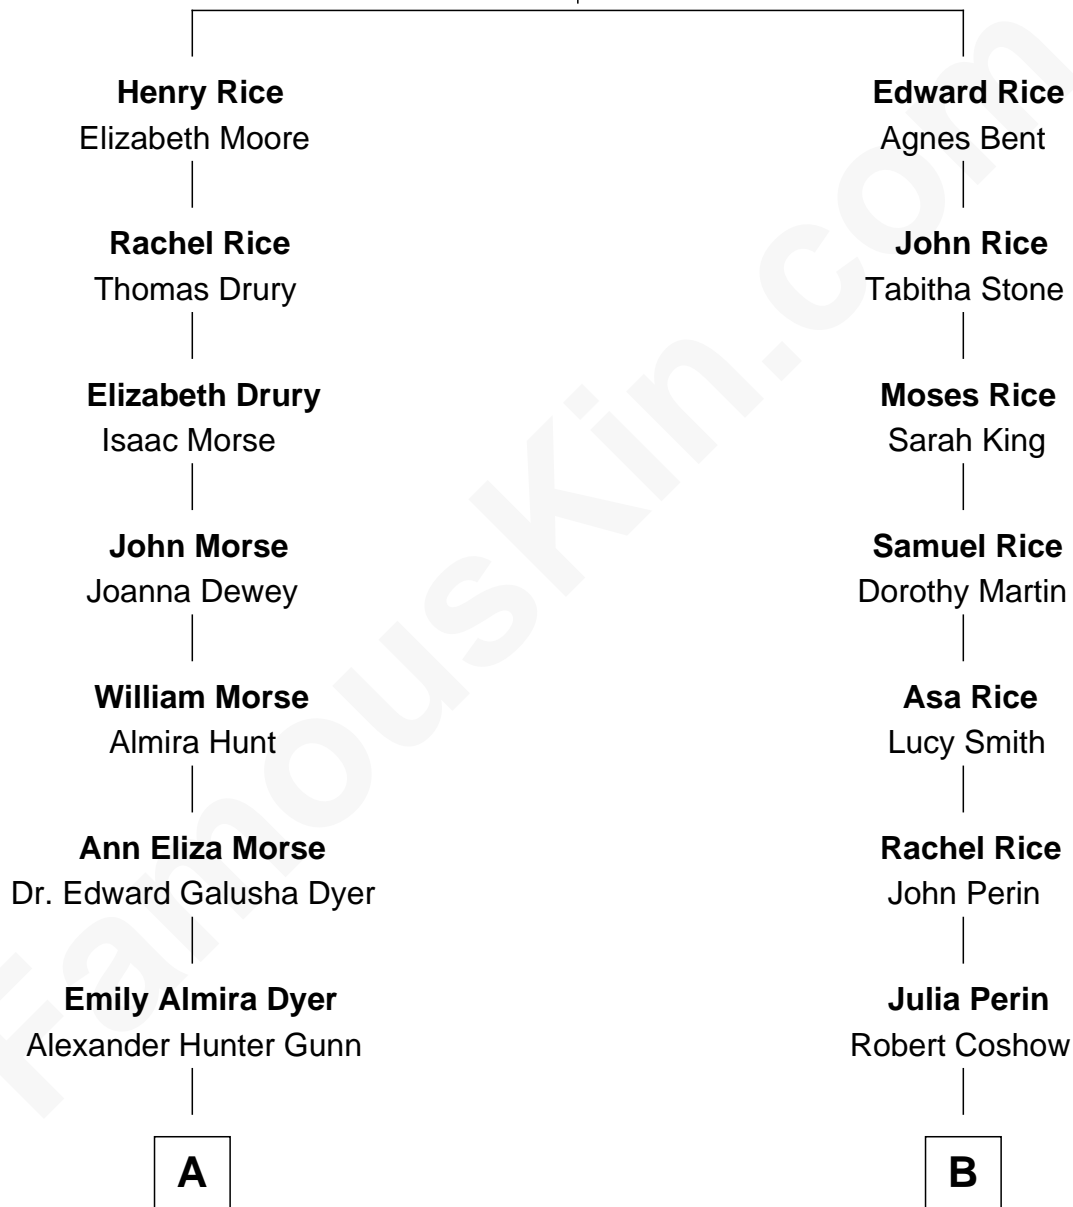 Henry Rice
Elizabeth Moore
Rachel Rice
Thomas Drury
Elizabeth Drury
Isaac Morse
John Morse
Joanna Dewey
William Morse
Almira Hunt
Ann Eliza Morse
Dr. Edward Galusha Dyer
Emily Almira Dyer
Alexander Hunter Gunn
A
Edward Rice
Agnes Bent
John Rice
Tabitha Stone
Moses Rice
Sarah King
Samuel Rice
Dorothy Martin
Asa Rice
Lucy Smith
Rachel Rice
John Perin
Julia Perin
Robert Coshow
B
FamousKin.com